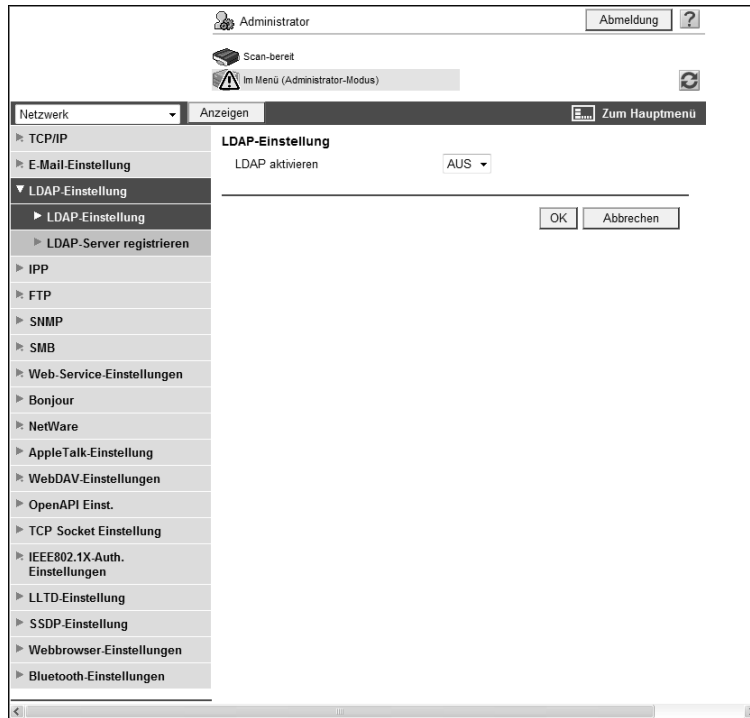 Administrator
Abmeldung
?
Scan-bereit
Im Menü (Administrator-Modus)
Netzwerk
Anzeigen
Zum Hauptmenü
TCP/IP
E-Mail-Einstellung
LDAP-Einstellung
LDAP-Einstellung
LDAP-Server registrieren
IPP
FTP
SNMP
SMB
Web-Service-Einstellungen
Bonjour
NetWare
AppleTalk-Einstellung
WebDAV-Einstellungen
OpenAPI Einst.
TCP Socket Einstellung
IEEE802.1X-Auth.
Einstellungen
LLTD-Einstellung
SSDP-Einstellung
Webbrowser-Einstellungen
Bluetooth-Einstellungen
LDAP-Einstellung
LDAP aktivieren AUS
OK Abbrechen